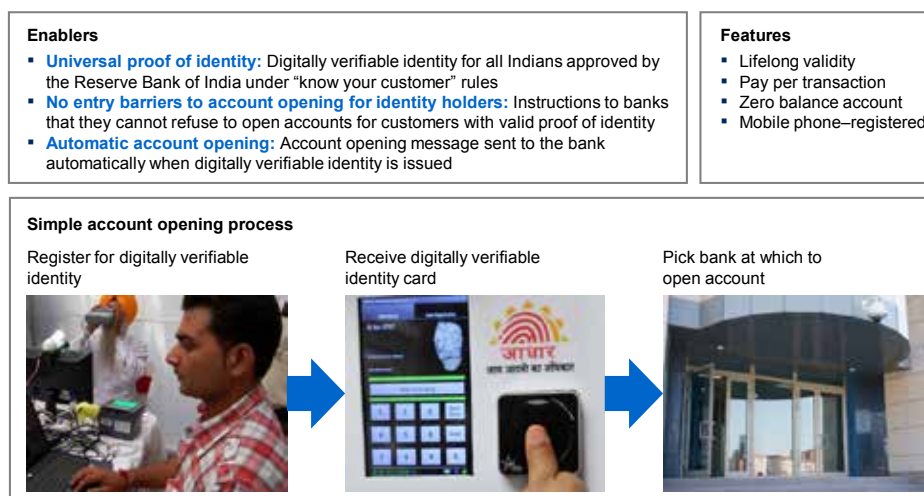 Enablers
▪ Universal proof of identity: Digitally verifiable identity for all Indians approved by
the Reserve Bank of India under “know your customer” rules
▪ No entry barriers to account opening for identity holders: Instructions to banks
that they cannot refuse to open accounts for customers with valid proof of identity
▪ Automatic account opening: Account opening message sent to the bank
automatically when digitally verifiable identity is issued
Features
▪ Lifelong validity
▪ Pay per transaction
▪ Zero balance account
▪ Mobile phone–registered
Simple account opening process
Register for digitally verifiable
identity
Receive digitally verifiable
identity card
Pick bank at which to
open account
आधार